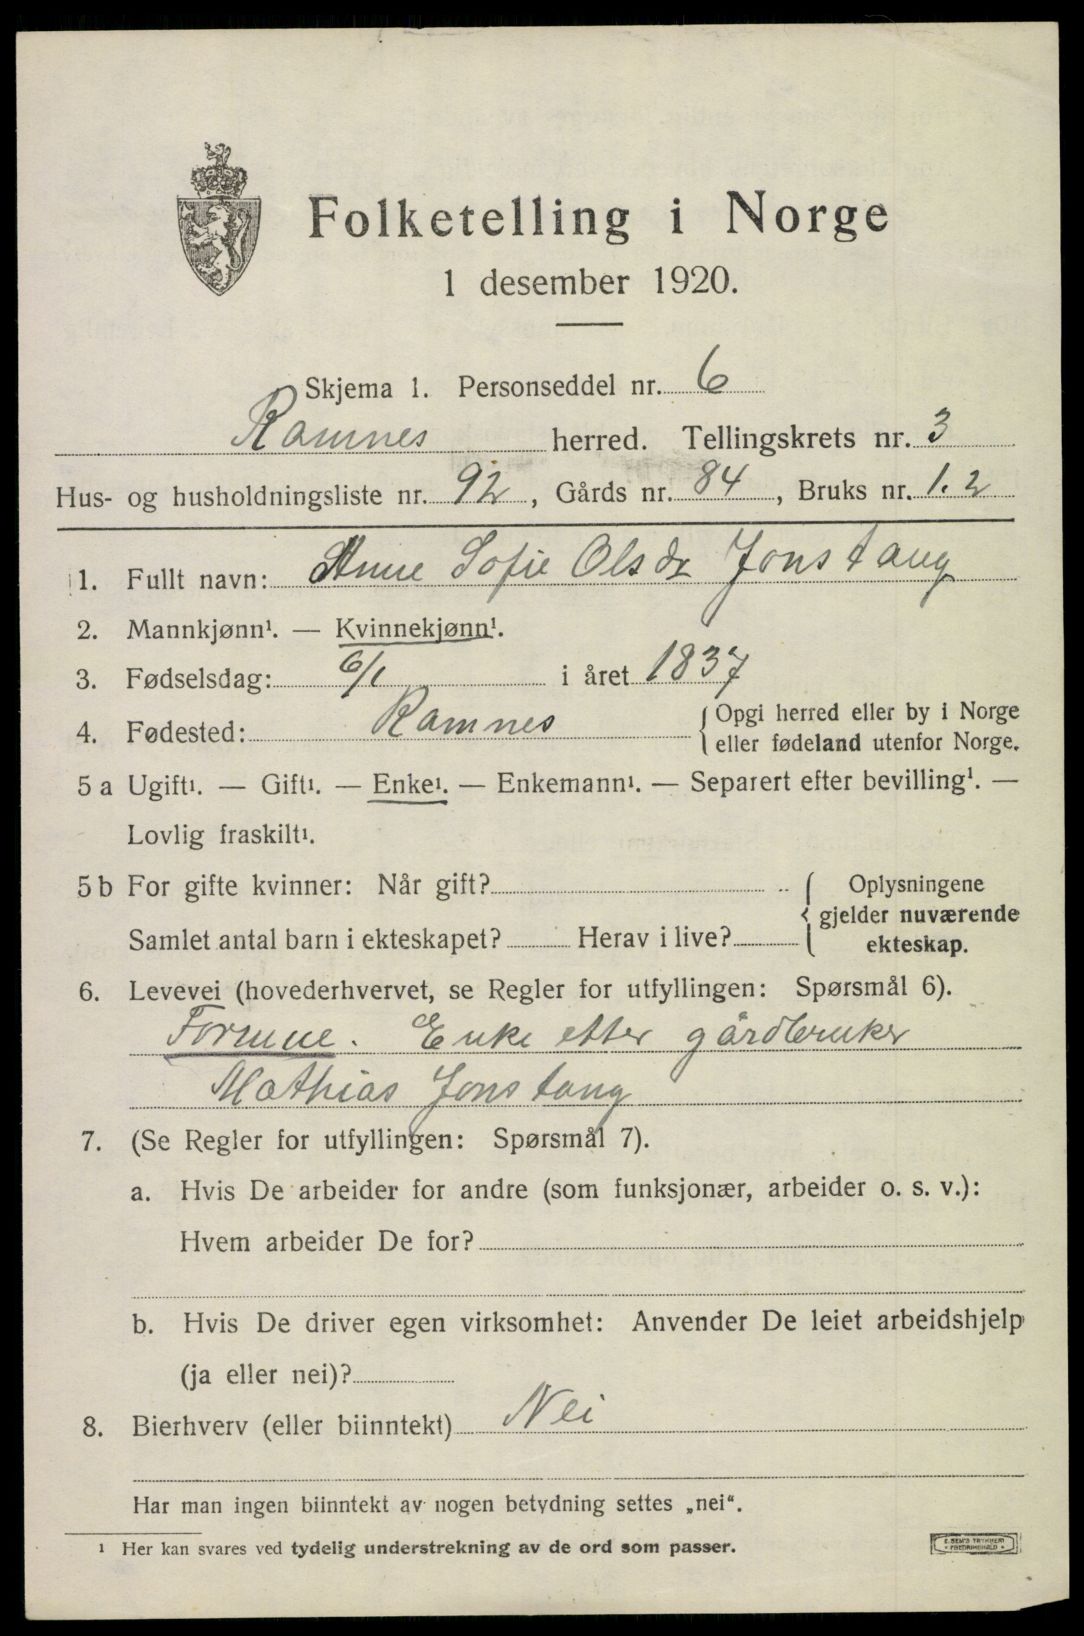 Folketelling i Norge
1 desember 1920.
Skjema 1. Personseddel nr. 6
Ramnes herred. Tellingskrets nr. 3
Hus- og husholdningsliste nr. 92, Gårds nr. 84, Bruks nr. 1.2
1. Fullt navn: Anne Sofie Olsdr Jonstang
2. Mannkjønn¹. — Kvinnekjønn¹.
3. Fødselsdag: 6/1 i året 1837
4. Fødested: Ramnes { Opgi herred eller by i Norge
eller fødeland utenfor Norge.
5 a Ugift¹. — Gift¹. — Enke¹. — Enkemann¹. — Separert efter bevilling¹. —
Lovlig fraskilt¹.
5 b For gifte kvinner: Når gift? { Oplysningene
gjelder nuværende
Samlet antal barn i ekteskapet? Herav i live? ekteskap.
6. Levevei (hovederhvervet, se Regler for utfyllingen: Spørsmål 6).
Formue. Enke etter gårdbruker
Mathias Jonstang
7. (Se Regler for utfyllingen: Spørsmål 7).
a. Hvis De arbeider for andre (som funksjonær, arbeider o. s. v.):
Hvem arbeider De for?
b. Hvis De driver egen virksomhet: Anvender De leiet arbeidshjelp
(ja eller nei)?
8. Bierhverv (eller biinntekt) Nei
Har man ingen biinntekt av nogen betydning settes „nei“.
¹ Her kan svares ved tydelig understrekning av de ord som passer.
E. SEM'S TRYKKERI
• FREDRIKSHALD •